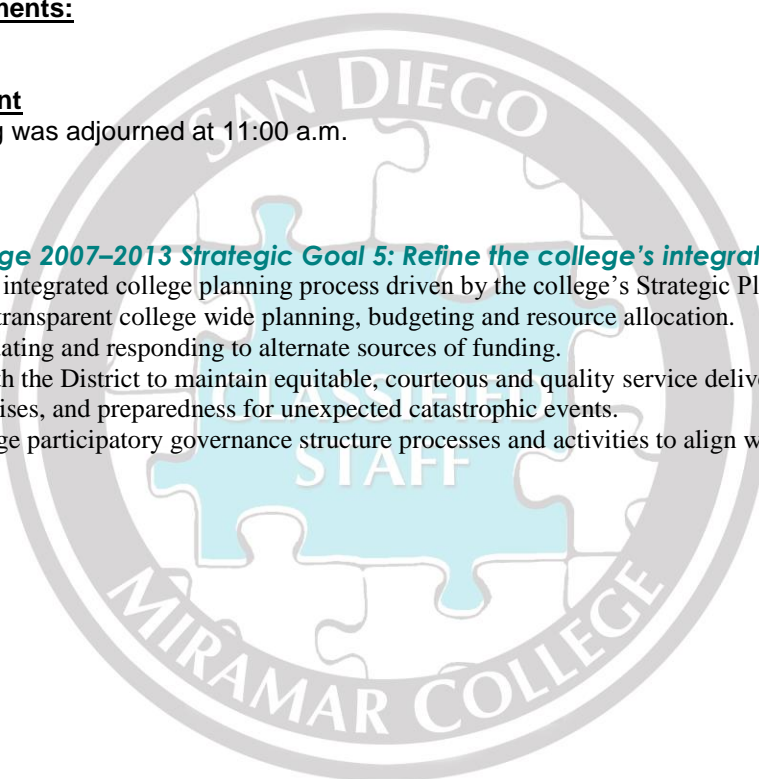 ments:
nt
g was adjourned at 11:00 a.m.
ge 2007–2013 Strategic Goal 5: Refine the college's integrat
integrated college planning process driven by the college's Strategic Pl
transparent college wide planning, budgeting and resource allocation.
ating and responding to alternate sources of funding.
th the District to maintain equitable, courteous and quality service delive
ises, and preparedness for unexpected catastrophic events.
ge participatory governance structure processes and activities to align w
SAN DIEGO
CLASSIFIED
STAFF
MIRAMAR COLLEGE